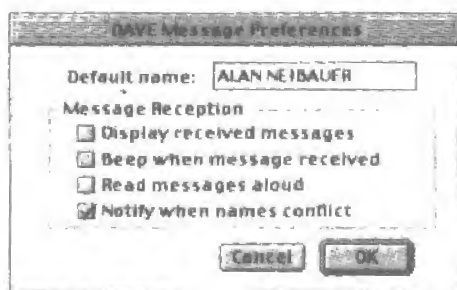 DAVE Message Preferences
Default name: ALAN NEIBAUER
Message Reception
Display received messages
Beep when message received
Read messages aloud
Notify when names conflict
Cancel OK